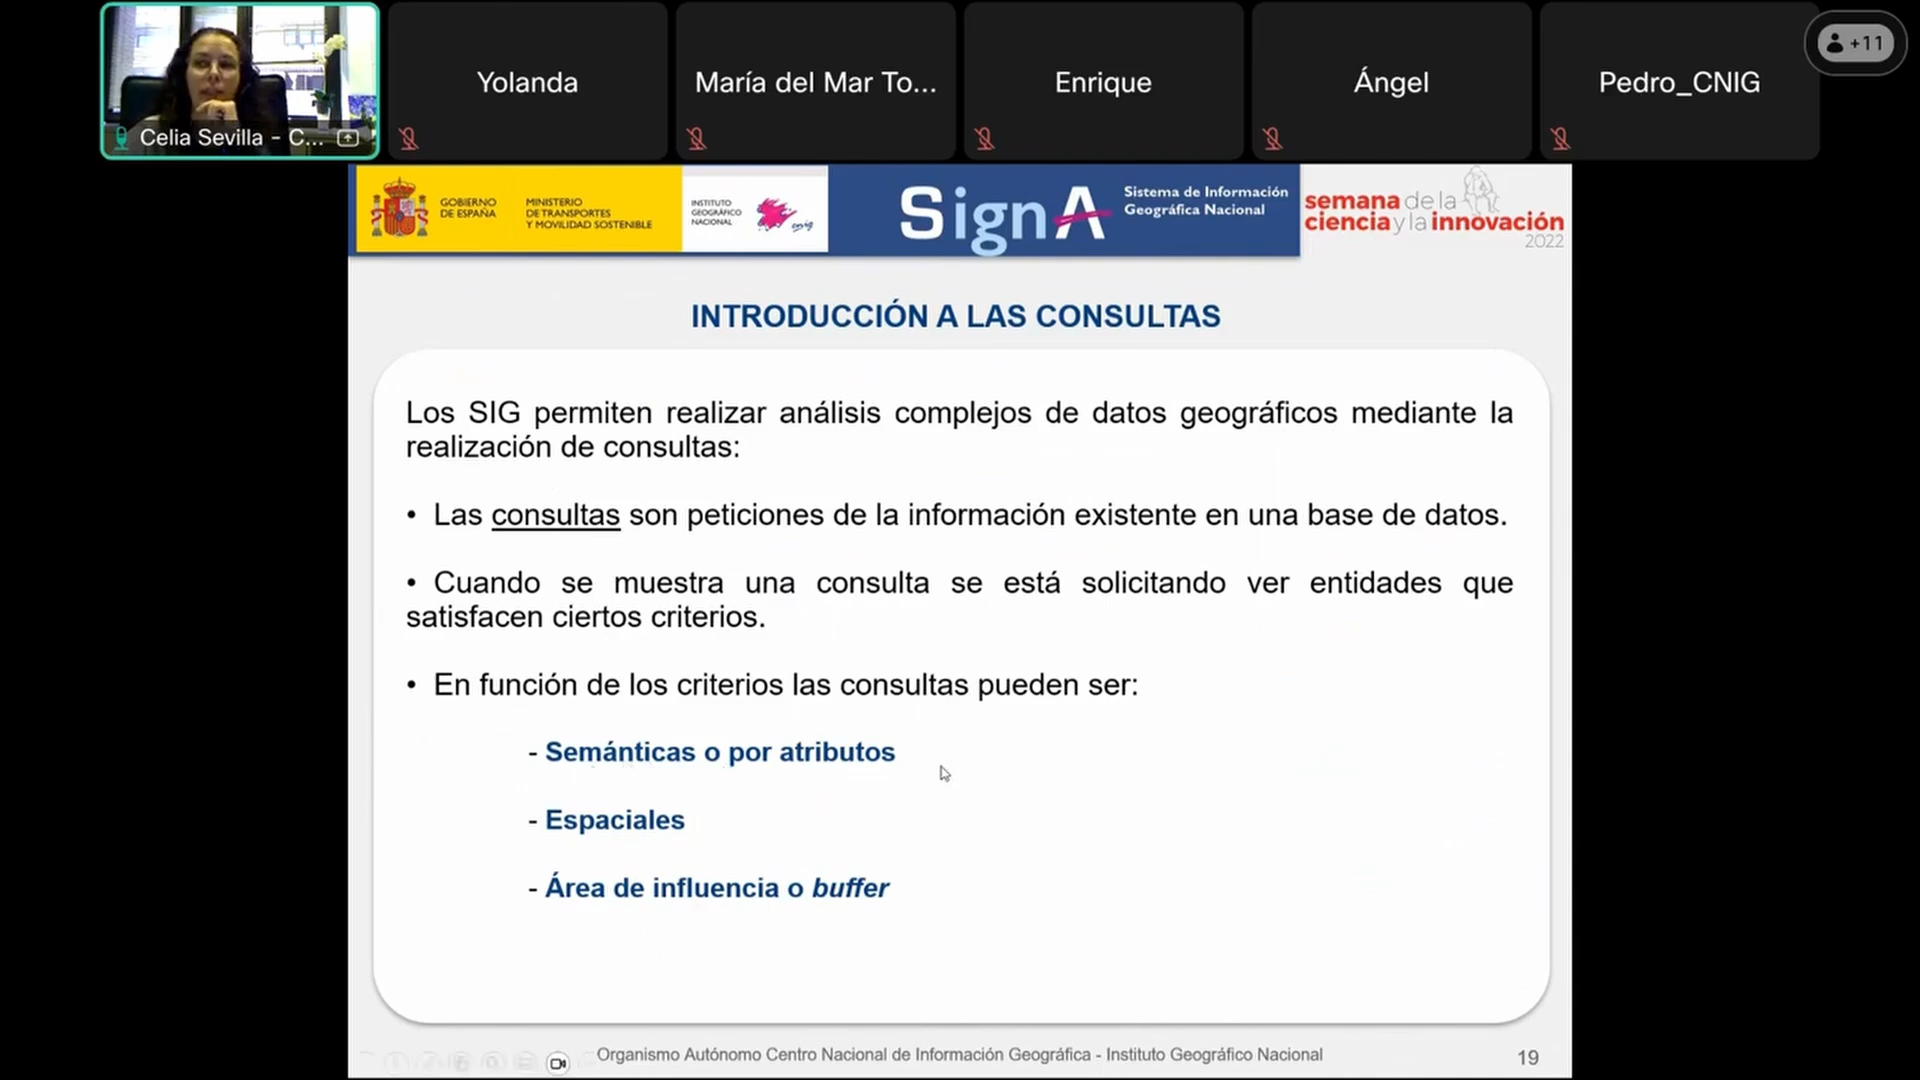 Celia Sevilla - C...
Yolanda
María del Mar To...
Enrique
Ángel
Pedro_CNIG
+11
GOBIERNO
DE ESPAÑA
MINISTERIO
DE TRANSPORTES
Y MOVILIDAD SOSTENIBLE
INSTITUTO
GEOGRÁFICO
NACIONAL
cnig
SignA
Sistema de Información
Geográfica Nacional
semana de la
ciencia y la innovación
2022
INTRODUCCIÓN A LAS CONSULTAS
Los SIG permiten realizar análisis complejos de datos geográficos mediante la
realización de consultas:
• Las consultas son peticiones de la información existente en una base de datos.
• Cuando se muestra una consulta se está solicitando ver entidades que
satisfacen ciertos criterios.
• En función de los criterios las consultas pueden ser:
- Semánticas o por atributos
- Espaciales
- Área de influencia o buffer
Organismo Autónomo Centro Nacional de Información Geográfica - Instituto Geográfico Nacional
19